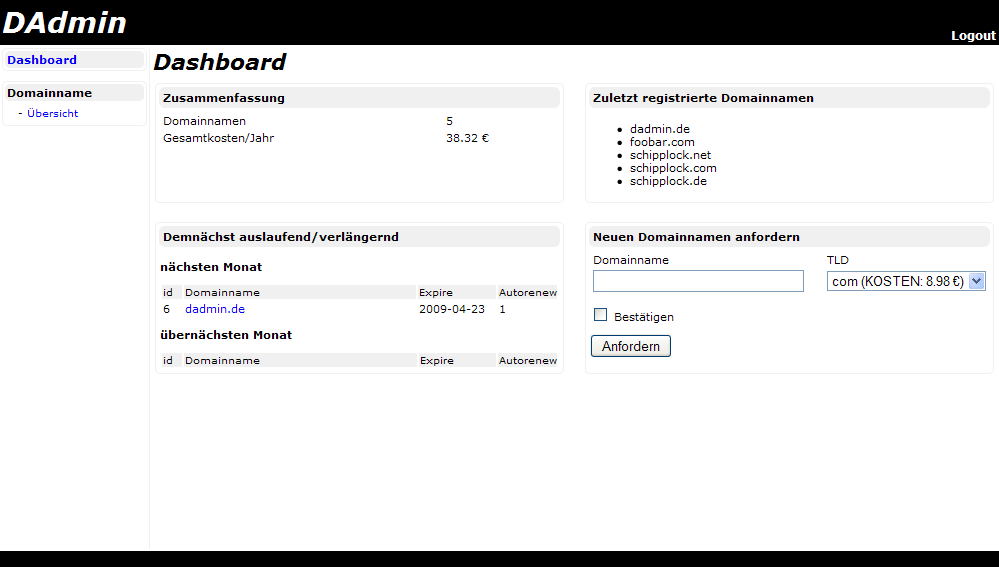 DAdmin
Logout
Dashboard
Domainname
- Übersicht
Dashboard
Zusammenfassung
Domainnamen 5
Gesamtkosten/Jahr 38.32 €
Zuletzt registrierte Domainnamen
• dadmin.de
• foobar.com
• schipplock.net
• schipplock.com
• schipplock.de
Demnächst auslaufend/verlängernd
nächsten Monat
id Domainname Expire Autorenew
6 dadmin.de 2009-04-23 1
übernächsten Monat
id Domainname Expire Autorenew
Neuen Domainnamen anfordern
Domainname TLD
com (KOSTEN: 8.98 €)
Bestätigen
Anfordern